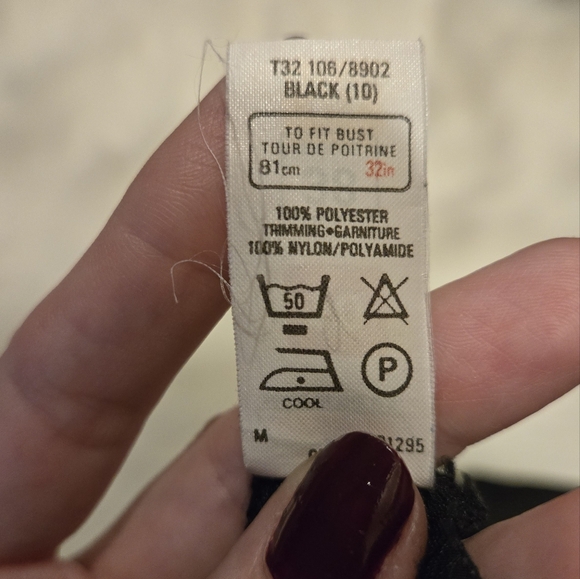 T32 106/8902
BLACK (10)
TO FIT BUST
TOUR DE POITRINE
81cm 32in
100% POLYESTER
TRIMMING•GARNITURE
100% NYLON/POLYAMIDE
50
P
COOL
M 1295